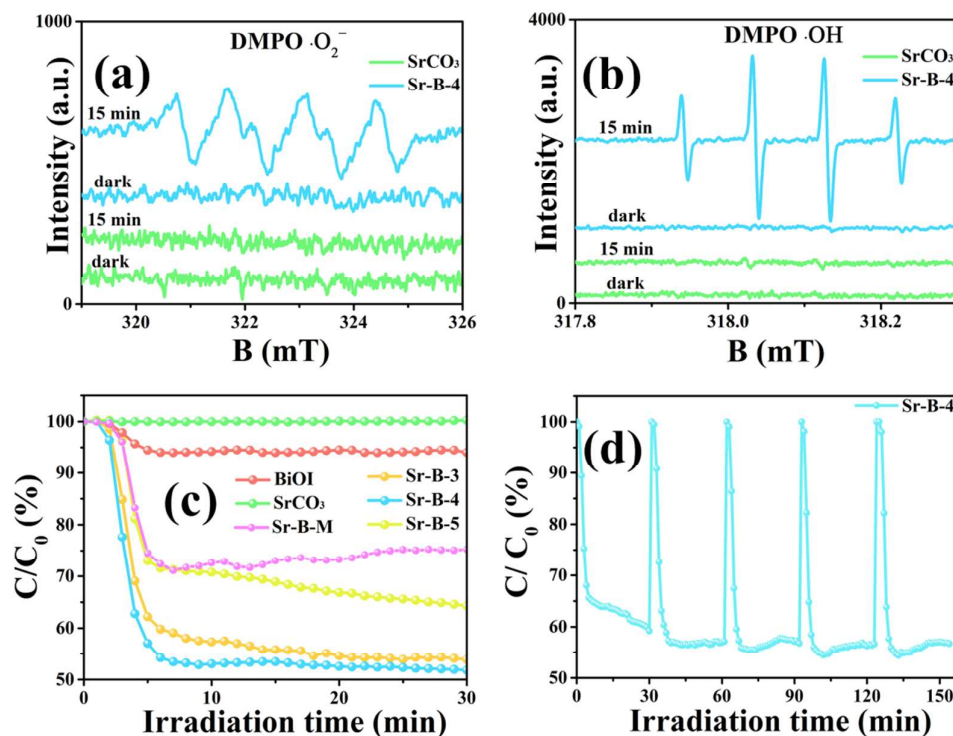 1000
DMPO ·O₂⁻
(a)
SrCO₃
Sr-B-4
15 min
dark
15 min
dark
0
Intensity (a.u.)
320 322 324 326
B (mT)
4000
DMPO ·OH
(b)
SrCO₃
Sr-B-4
15 min
dark
15 min
dark
0
Intensity (a.u.)
317.8 318.0 318.2
B (mT)
100
90
80
70
60
50
C/C₀ (%)
(c)
BiOI
SrCO₃
Sr-B-M
Sr-B-3
Sr-B-4
Sr-B-5
0 10 20 30
Irradiation time (min)
Sr-B-4
(d)
100
90
80
70
60
50
C/ C₀ (%)
0 30 60 90 120 150
Irradiation time (min)